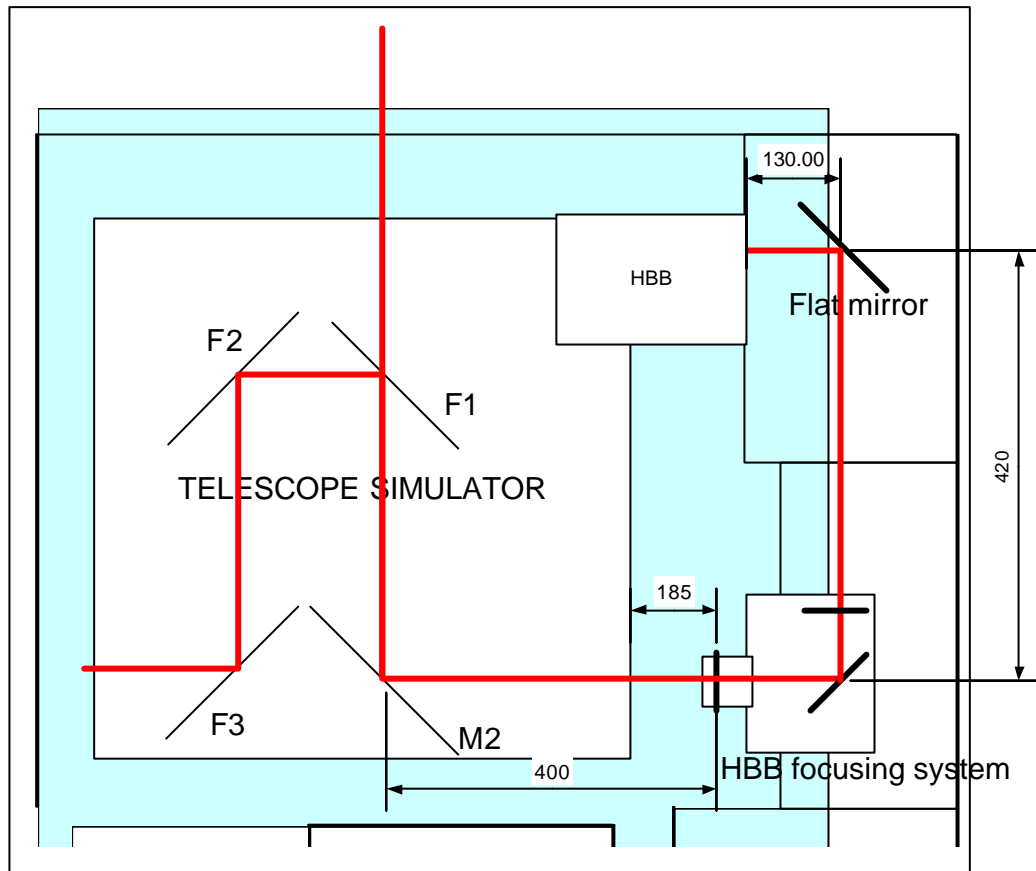 130.00
HBB
Flat mirror
F2
F1
420
TELESCOPE SIMULATOR
185
F3
M2
HBB focusing system
400